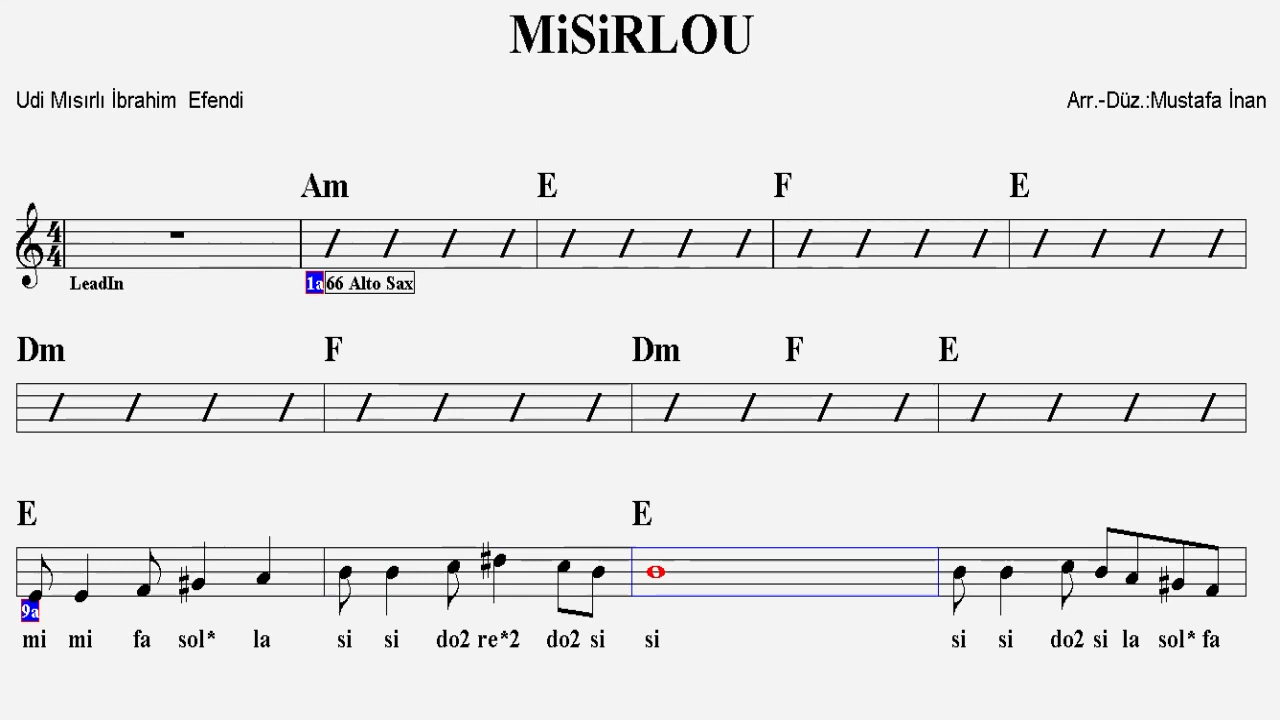 MiSiRLOU
Udi Mısırlı İbrahim Efendi
Arr.-Düz.:Mustafa İnan
Am E F E
4
4
LeadIn 1a 66 Alto Sax
Dm F Dm F E
E E
9a
mi mi fa sol* la si si do2 re*2 do2 si si si si do2 si la sol* fa